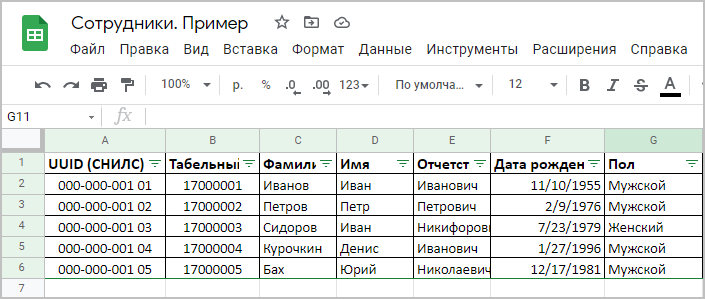 Сотрудники. Пример
Файл Правка Вид Вставка Формат Данные Инструменты Расширения Справка
100% р. % .0 .00 123 По умолча... 12 B I S A
G11 fx
A B C D E F G
1 UUID (СНИЛС) Табельный Фамили Имя Отчетст Дата рожден Пол
2 000-000-001 01 17000001 Иванов Иван Иванович 11/10/1955 Мужской
3 000-000-001 02 17000002 Петров Петр Петрович 2/9/1976 Мужской
4 000-000-001 03 17000003 Сидоров Иван Никифоров 7/23/1979 Женский
5 000-000-001 04 17000004 Курочкин Денис Иванович 1/27/1996 Мужской
6 000-000-001 05 17000005 Бах Юрий Николаевич 12/17/1981 Мужской
7